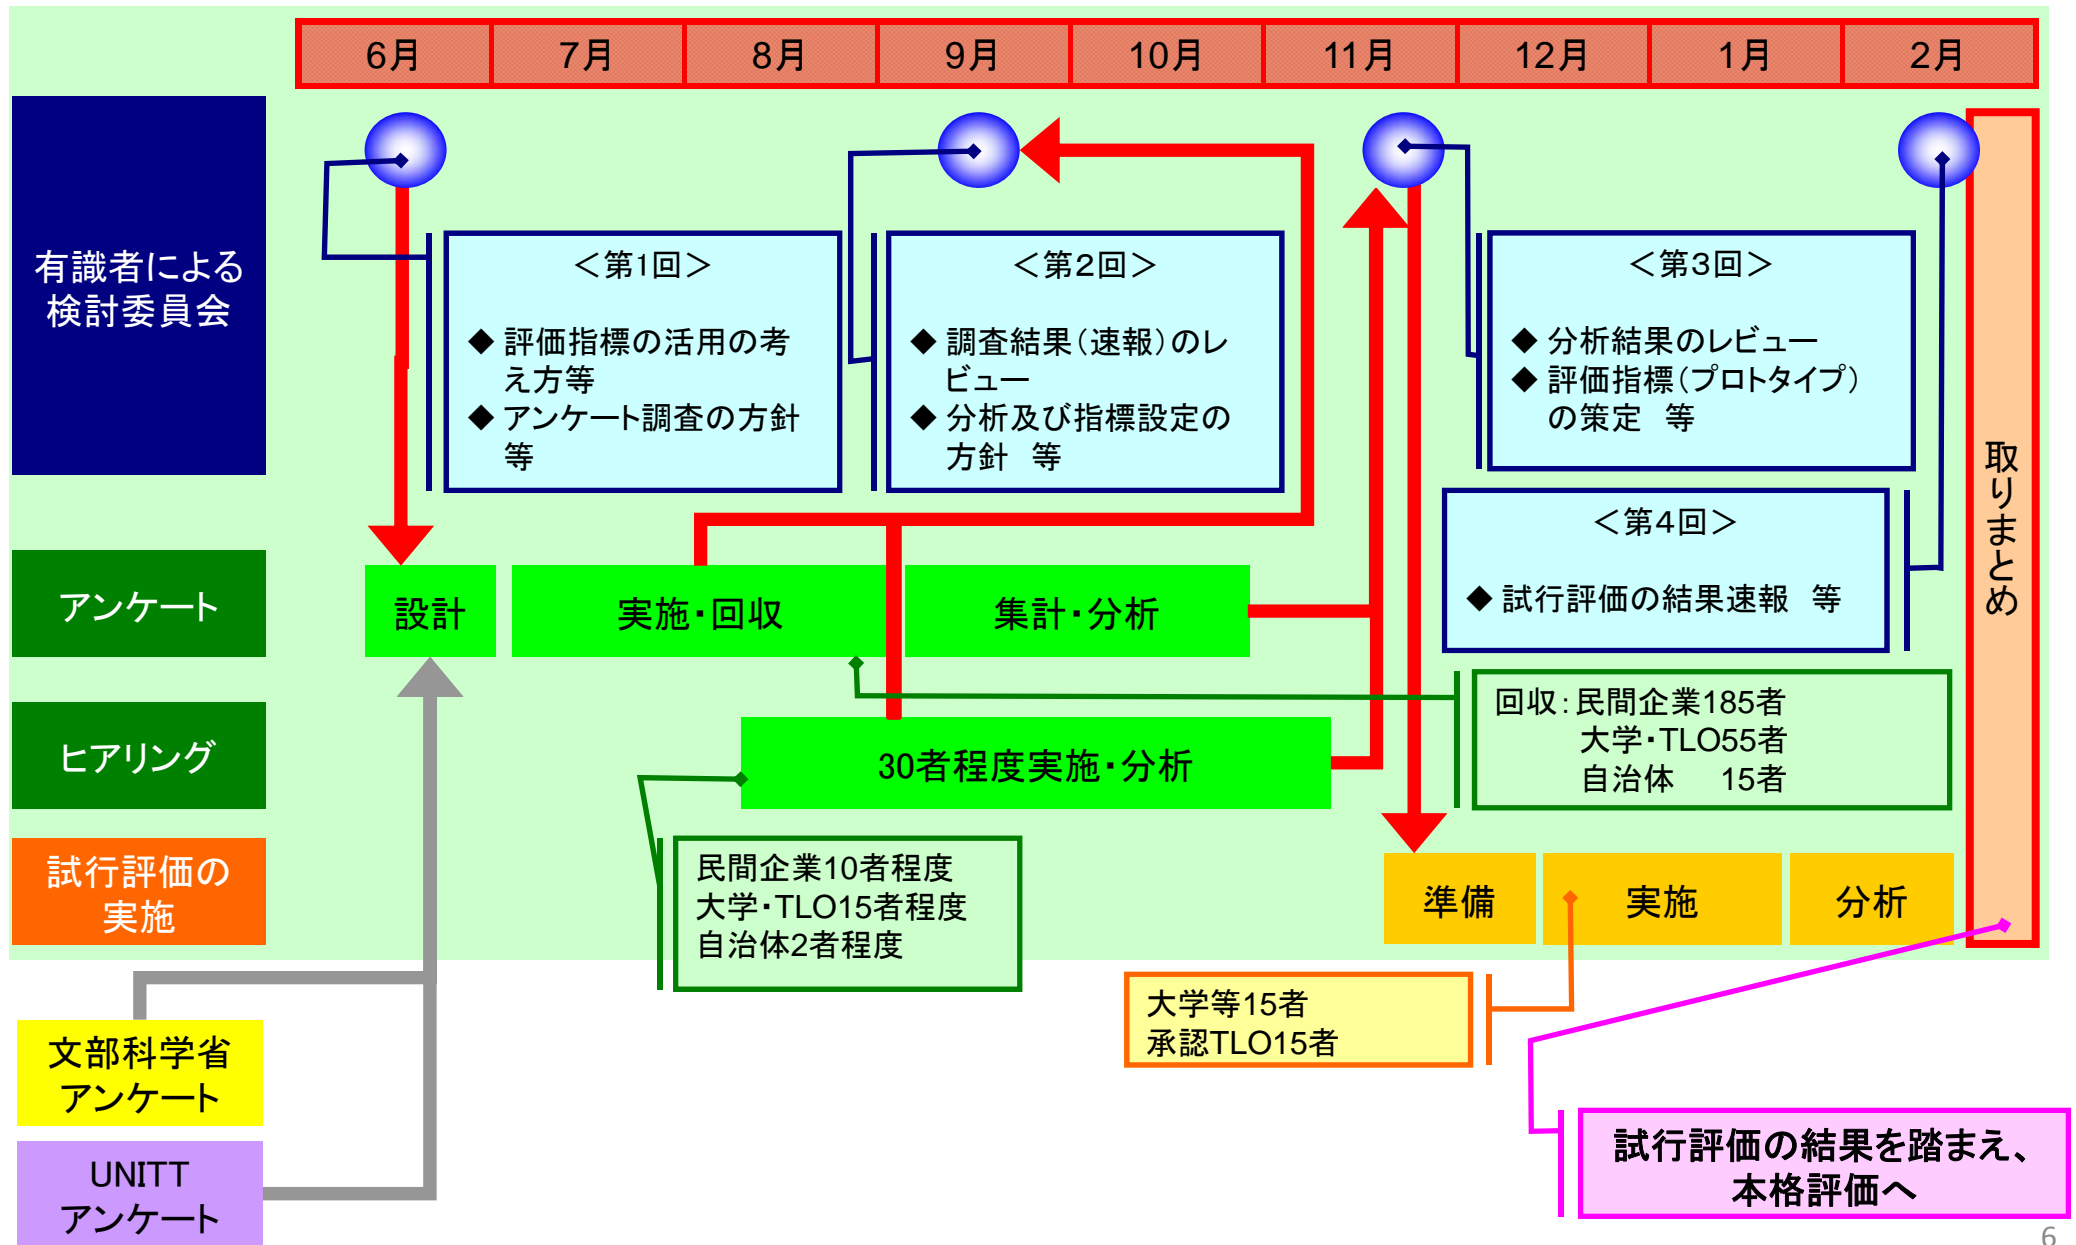 6月 7月 8月 9月 10月 11月 12月 1月 2月
有識者による
検討委員会
＜第1回＞
◆ 評価指標の活用の考
え方等
◆ アンケート調査の方針
等
＜第２回＞
◆ 調査結果（速報）のレ
ビュー
◆ 分析及び指標設定の
方針　等
＜第３回＞
◆ 分析結果のレビュー
◆ 評価指標（プロトタイプ）
の策定　等
＜第４回＞
◆ 試行評価の結果速報　等
取りまとめ
アンケート
設計
実施・回収
集計・分析
回収：民間企業185者
大学・TLO55者
自治体　15者
ヒアリング
30者程度実施・分析
民間企業10者程度
大学・TLO15者程度
自治体2者程度
試行評価の
実施
準備
実施
分析
大学等15者
承認TLO15者
文部科学省
アンケート
UNITT
アンケート
試行評価の結果を踏まえ、
本格評価へ
6